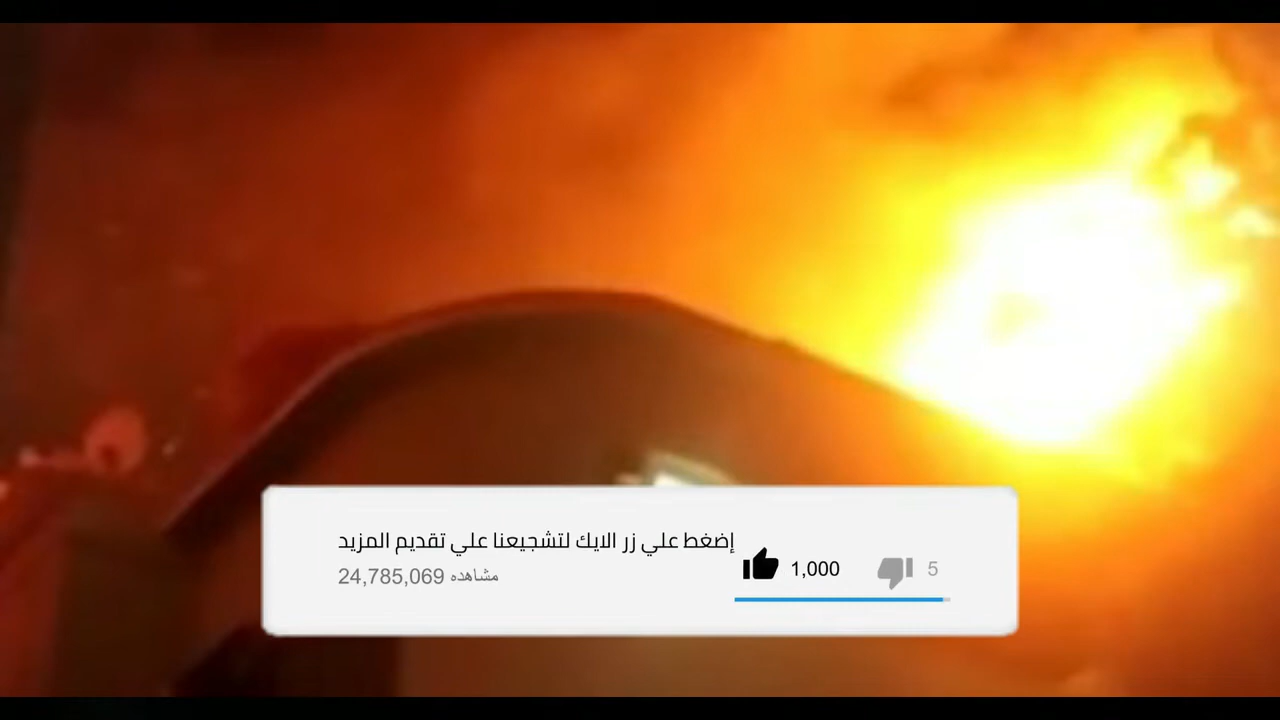 إضغط علي زر الايك لتشجيعنا علي تقديم المزيد
24,785,069 مشاهده
1,000
5